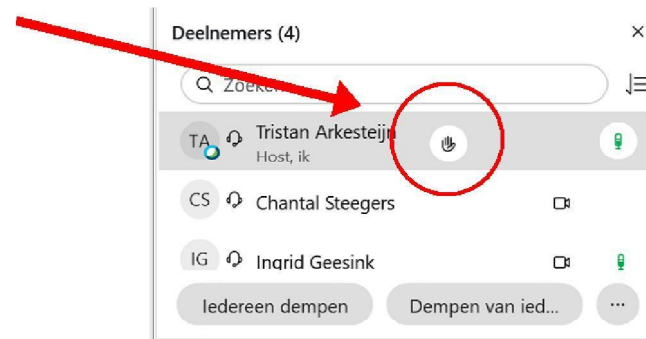 Deelnemers (4)
Zoeken
TA Tristan Arkesteijn
Host, ik
CS Chantal Steegers
IG Ingrid Geesink
Iedereen dempen Dempen van ied... ...